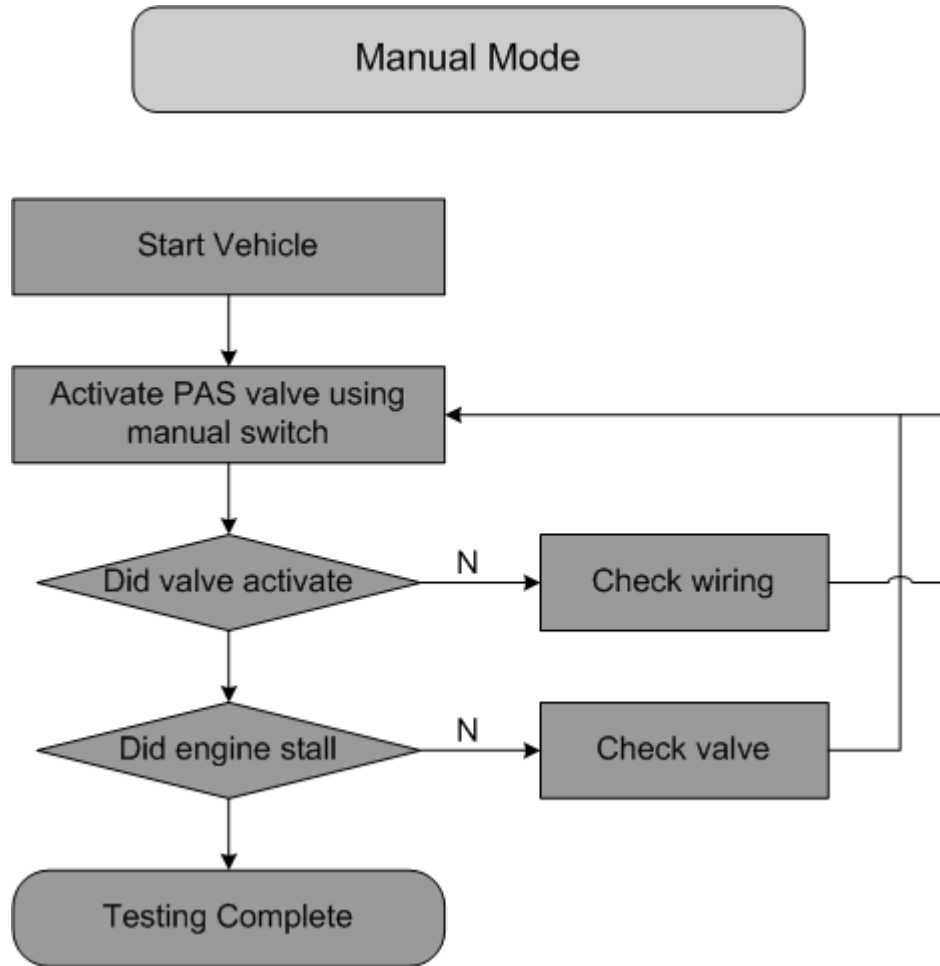 Manual Mode
Start Vehicle
Activate PAS valve using
manual switch
Did valve activate
N
Check wiring
Did engine stall
N
Check valve
Testing Complete